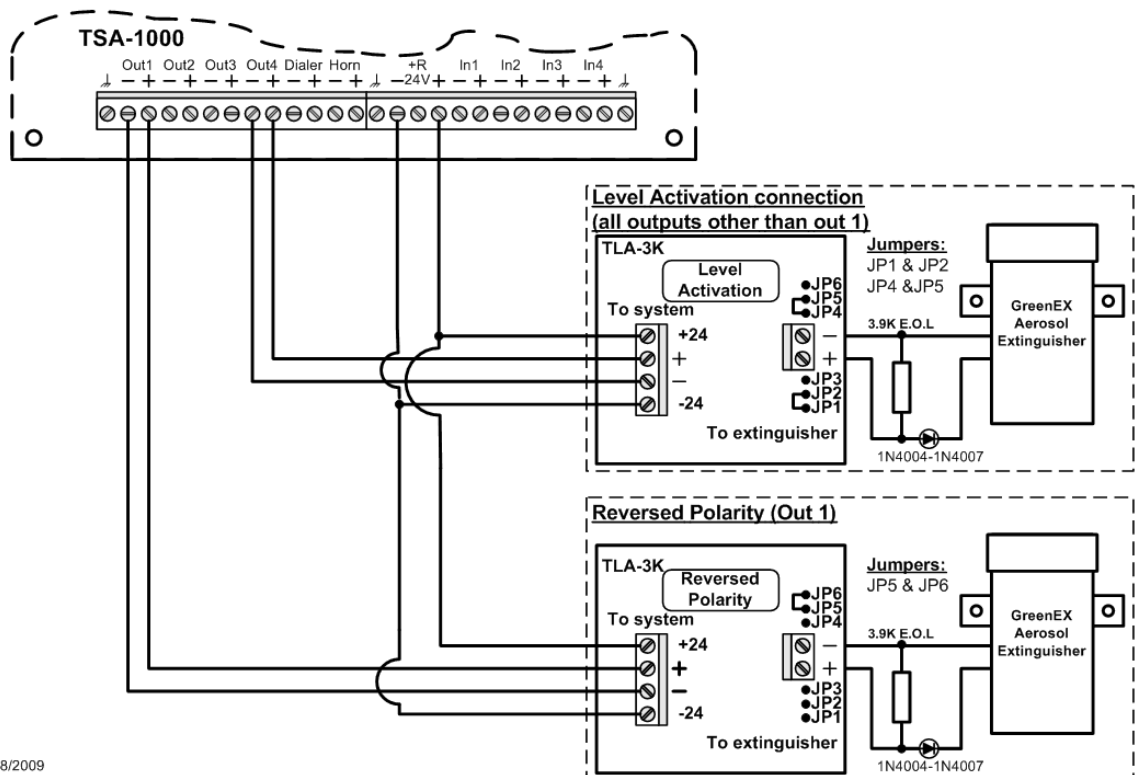 TSA-1000
Out1 Out2 Out3 Out4 Dialer Horn +R In1 In2 In3 In4
- + - + - + - + - + - + -24V+ - + - + - + - +
Level Activation connection
(all outputs other than out 1)
TLA-3K
Level
Activation
To system
+24
+
-
-24
JP6
JP5
JP4
-
+
JP3
JP2
JP1
To extinguisher
Jumpers:
JP1 & JP2
JP4 &JP5
3.9K E.O.L
1N4004-1N4007
GreenEX
Aerosol
Extinguisher
Reversed Polarity (Out 1)
TLA-3K
Reversed
Polarity
To system
+24
+
-
-24
JP6
JP5
JP4
-
+
JP3
JP2
JP1
To extinguisher
Jumpers:
JP5 & JP6
3.9K E.O.L
1N4004-1N4007
GreenEX
Aerosol
Extinguisher
8/2009